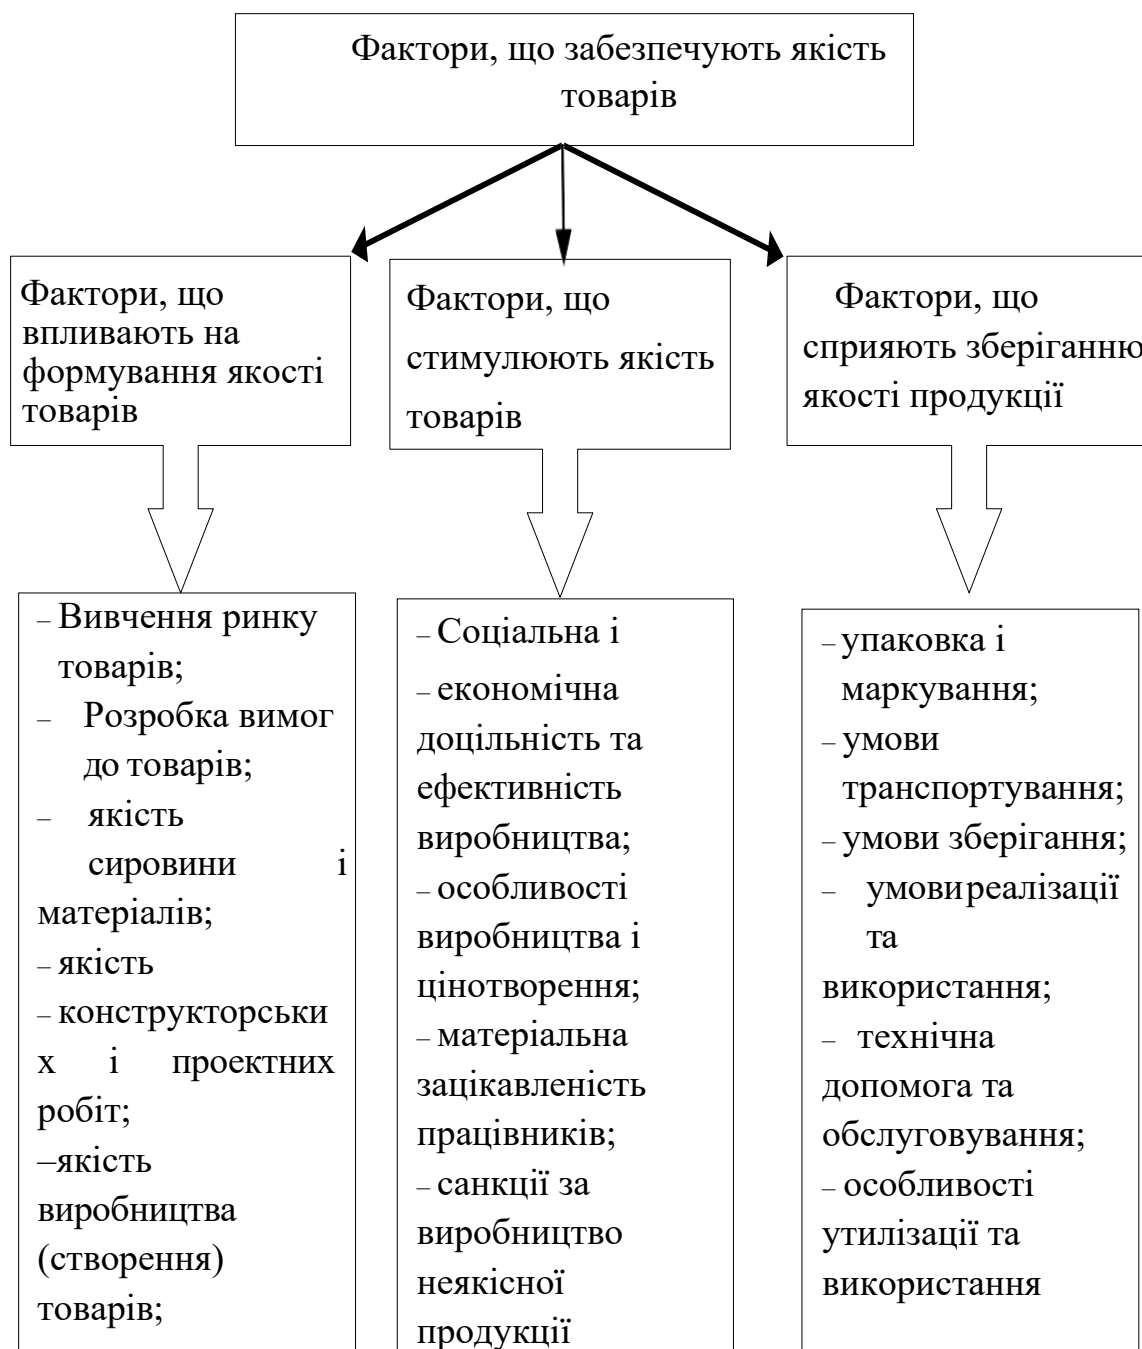 Фактори, що забезпечують якість
товарів
Фактори, що
впливають на
формування якості
товарів
Фактори, що
стимулюють якість
товарів
Фактори, що
сприяють зберіганню
якості продукції
– Вивчення ринку
товарів;
– Розробка вимог
до товарів;
– якість
сировини і
матеріалів;
– якість
– конструкторськи
х і проектних
робіт;
–якість
виробництва
(створення)
товарів;
– Соціальна і
– економічна
доцільність та
ефективність
виробництва;
– особливості
виробництва і
цінотворення;
– матеріальна
зацікавленість
працівників;
– санкції за
виробництво
неякісної
продукції
– упаковка і
маркування;
– умови
транспортування;
– умови зберігання;
– умовиреалізації
та
використання;
– технічна
допомога та
обслуговування;
– особливості
утилізації та
використання